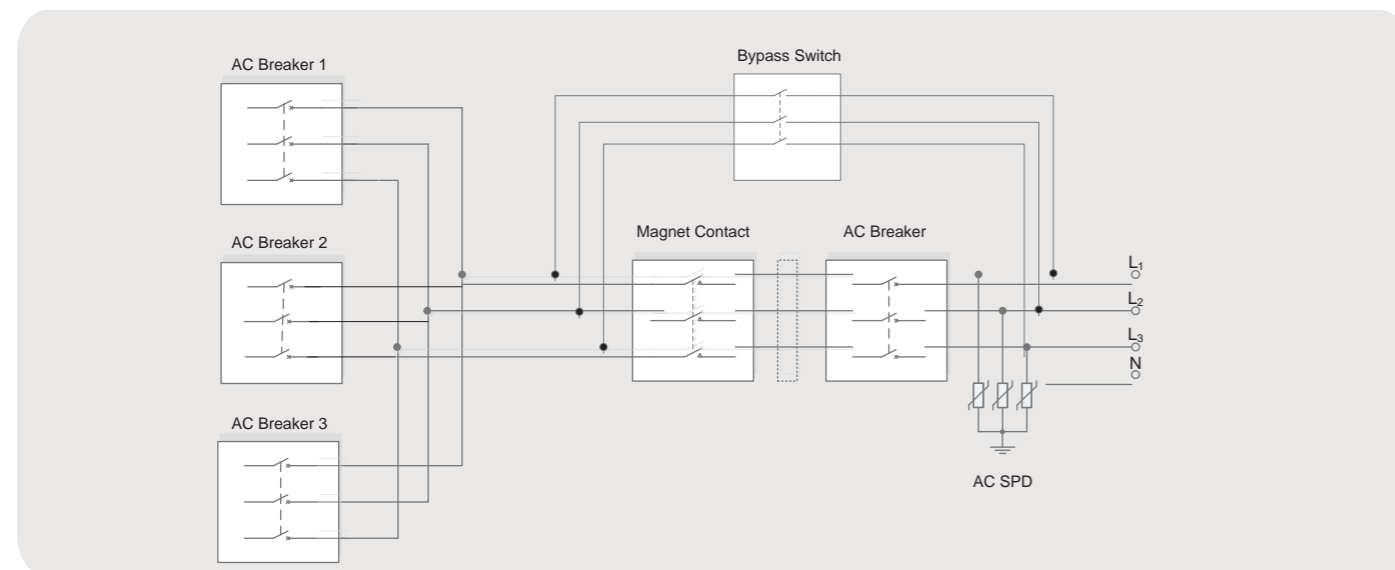 Bypass Switch
AC Breaker 1
Magnet Contact
AC Breaker
AC Breaker 2
L1
L2
L3
N
AC Breaker 3
AC SPD